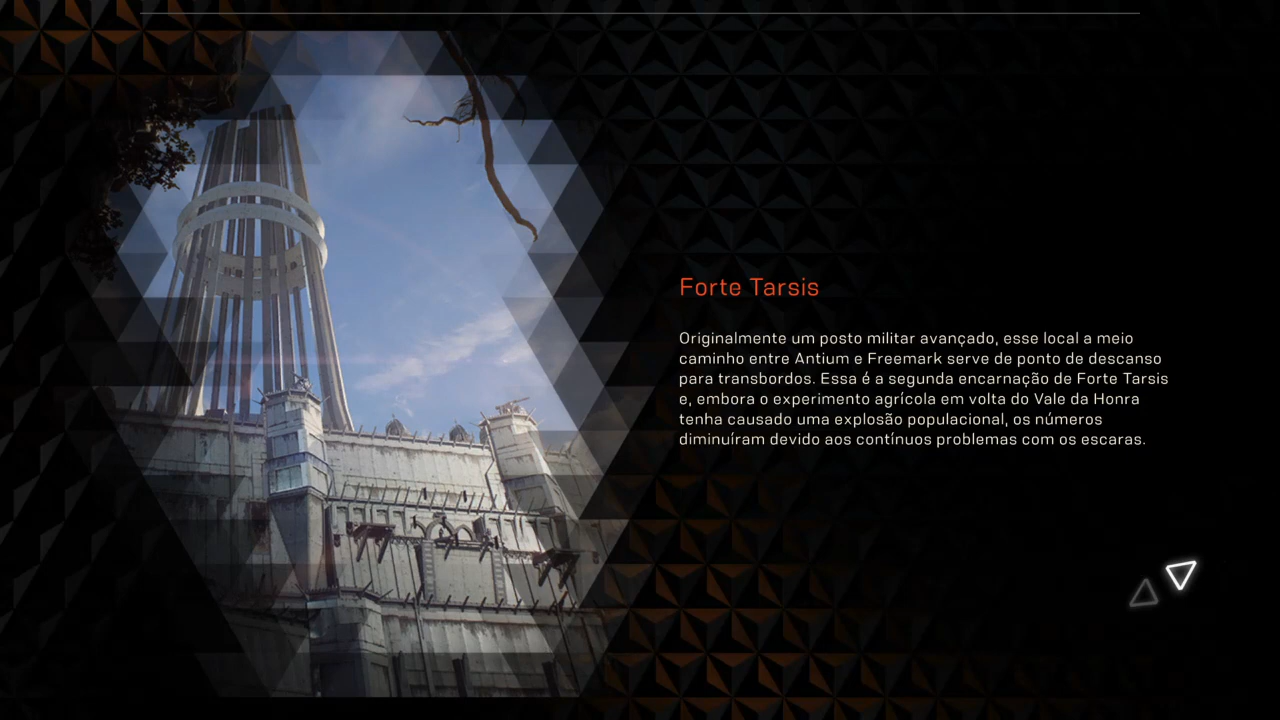 Forte Tarsis
Originalmente um posto militar avançado, esse local a meio
caminho entre Antium e Freemark serve de ponto de descanso
para transbordos. Essa é a segunda encarnação de Forte Tarsis
e, embora o experimento agrícola em volta do Vale da Honra
tenha causado uma explosão populacional, os números
diminuíram devido aos contínuos problemas com os escaras.